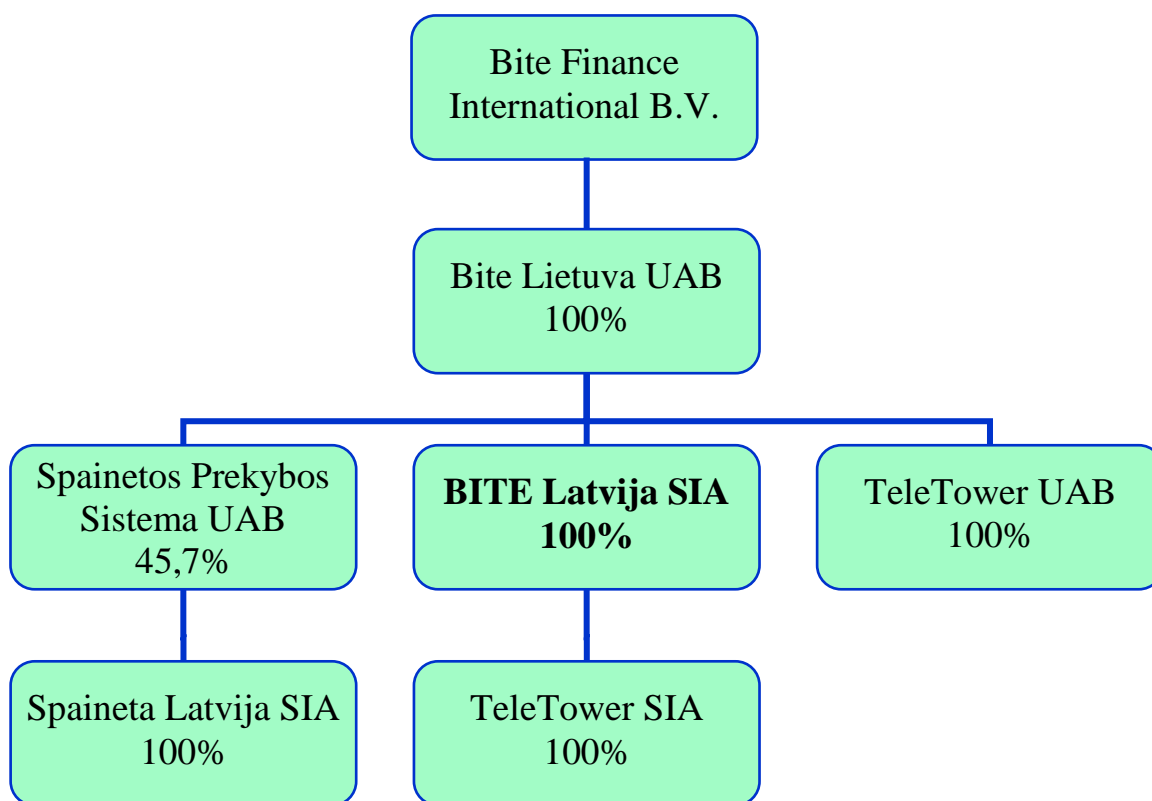 Bite Finance
International B.V.
Bite Lietuva UAB
100%
Spainetos Prekybos
Sistema UAB
45,7%
BITE Latvija SIA
100%
TeleTower UAB
100%
Spaineta Latvija SIA
100%
TeleTower SIA
100%